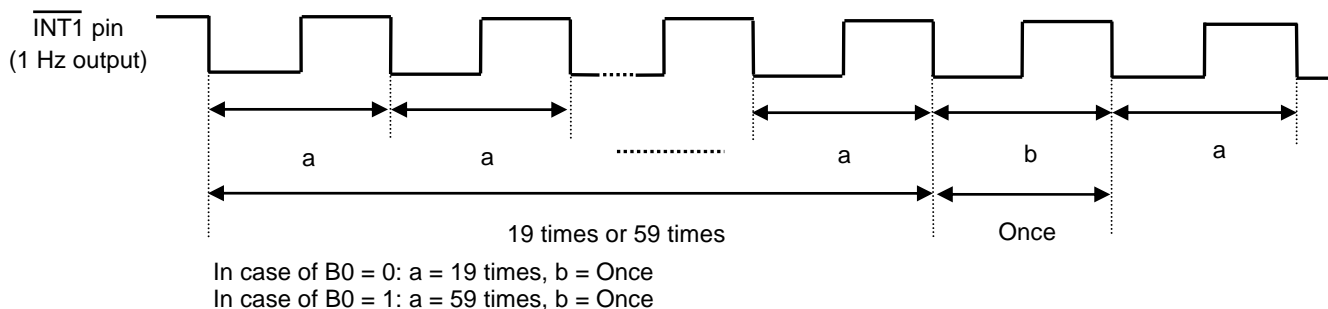 INT1 pin
(1 Hz output)
a
a
a
b
a
19 times or 59 times
Once
In case of B0 = 0: a = 19 times, b = Once
In case of B0 = 1: a = 59 times, b = Once